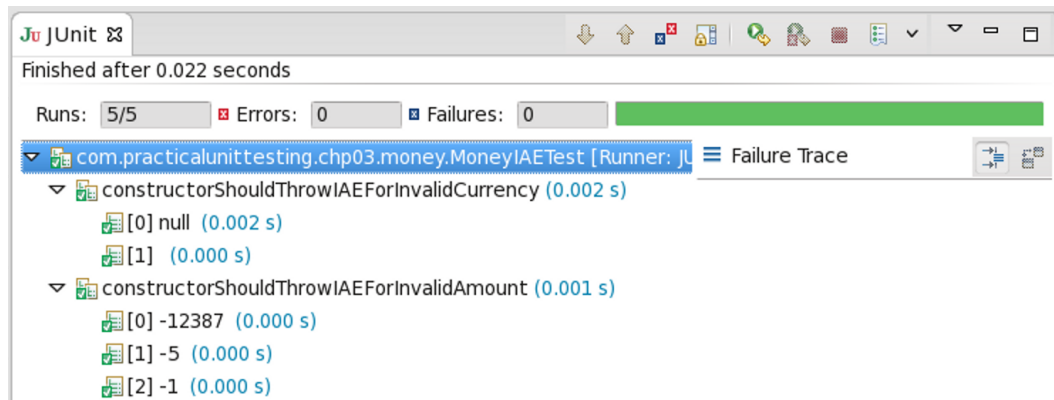 JU JUnit
Finished after 0.022 seconds
Runs: 5/5 Errors: 0 Failures: 0
com.practicalunittesting.chp03.money.MoneyIAETest [Runner: JU Failure Trace
constructorShouldThrowIAEForInvalidCurrency (0.002 s)
[0] null (0.002 s)
[1] (0.000 s)
constructorShouldThrowIAEForInvalidAmount (0.001 s)
[0] -12387 (0.000 s)
[1] -5 (0.000 s)
[2] -1 (0.000 s)